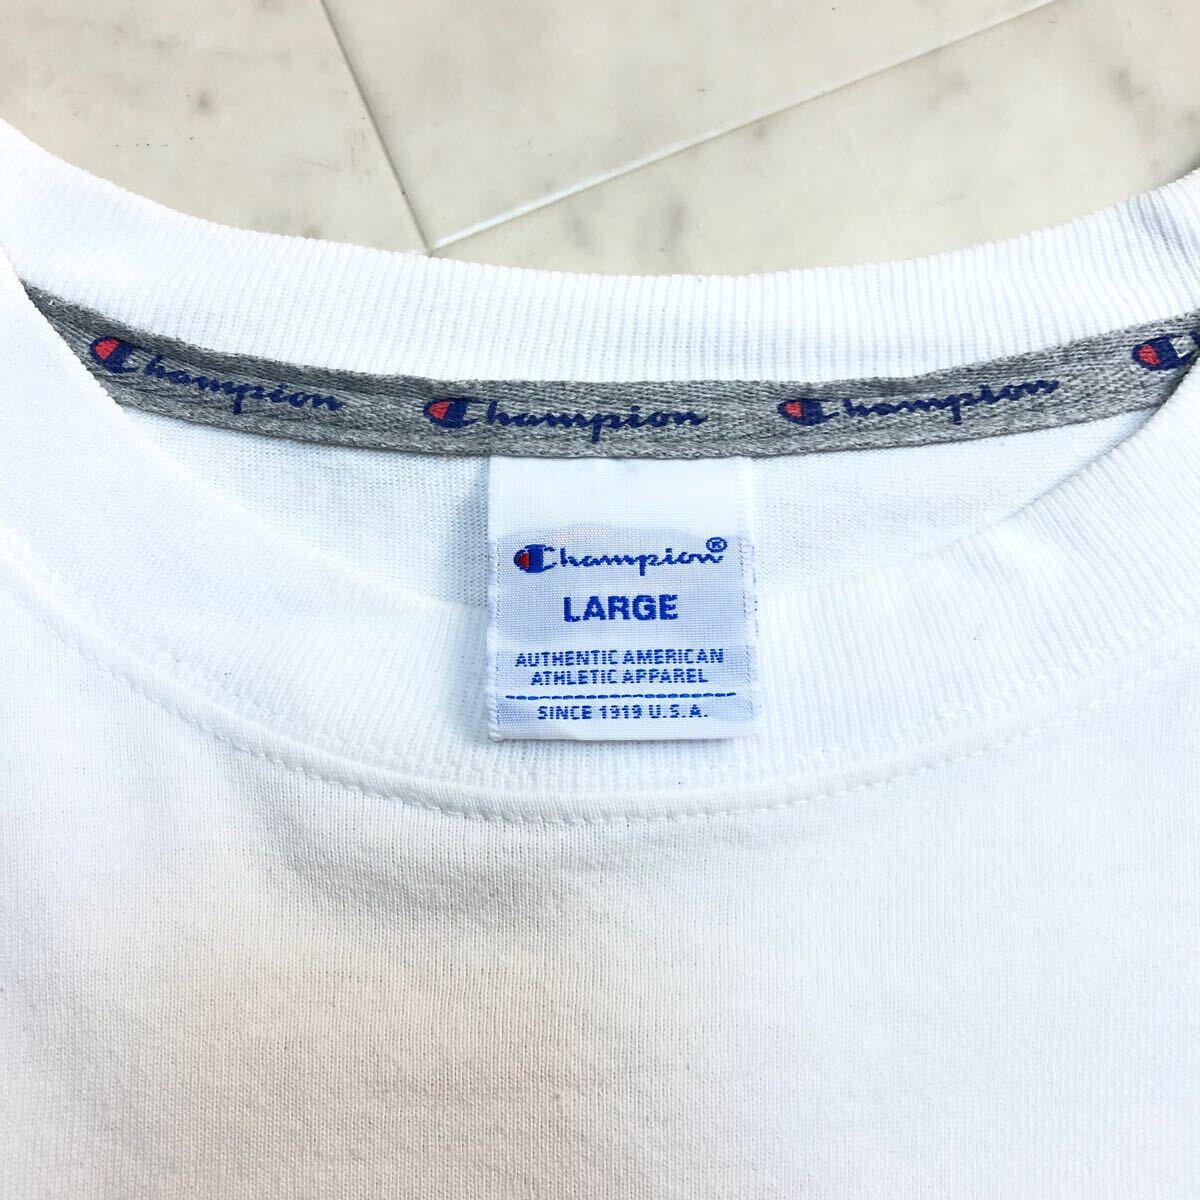 Champion Champion Champion C
Champion®
LARGE
AUTHENTIC AMERICAN
ATHLETIC APPAREL
SINCE 1919 U.S.A.